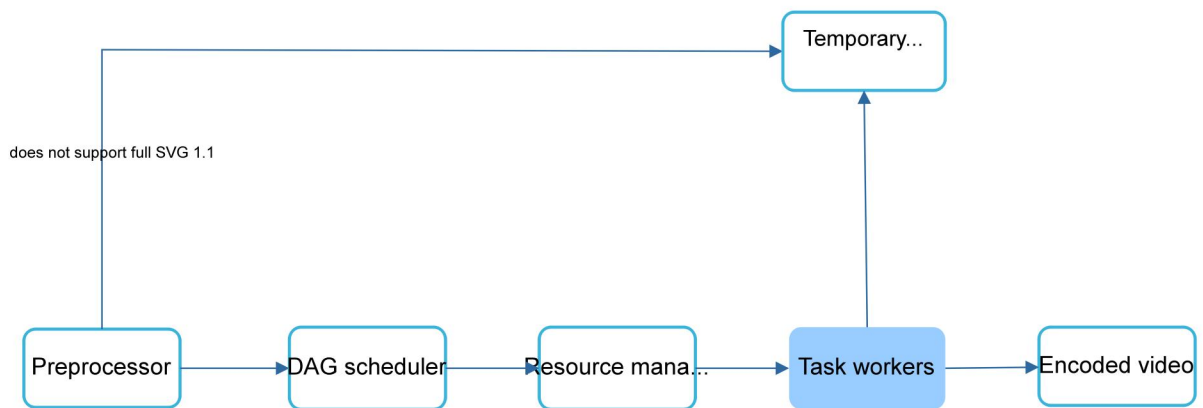 Temporary...
does not support full SVG 1.1
Preprocessor
DAG scheduler
Resource mana...
Task workers
Encoded video